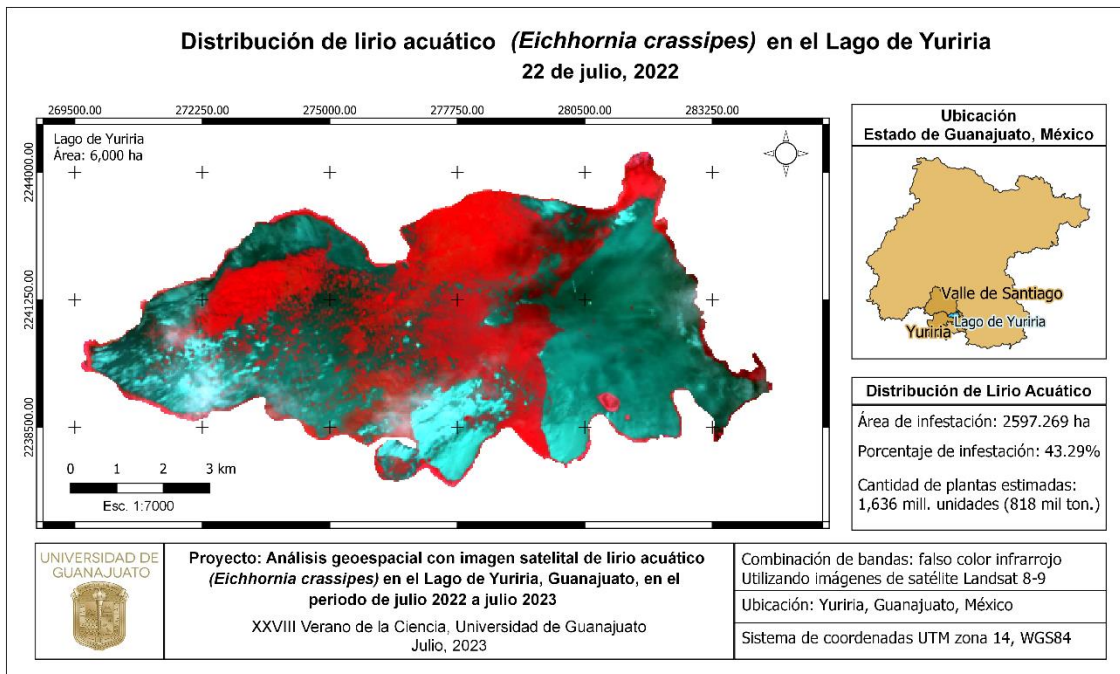 Distribución de lirio acuático (Eichhornia crassipes) en el Lago de Yuriria
22 de julio, 2022
269500.00 272250.00 275000.00 277750.00 280500.00 283250.00
Lago de Yuriria
Área: 6,000 ha
2244000.00
2241250.00
2238500.00
0 1 2 3 km
Esc. 1:7000
Ubicación
Estado de Guanajuato, México
Valle de Santiago
Lago de Yuriria
Yuriria
Distribución de Lirio Acuático
Área de infestación: 2597.269 ha
Porcentaje de infestación: 43.29%
Cantidad de plantas estimadas:
1,636 mill. unidades (818 mil ton.)
UNIVERSIDAD DE
GUANAJUATO
Proyecto: Análisis geoespacial con imagen satelital de lirio acuático
(Eichhornia crassipes) en el Lago de Yuriria, Guanajuato, en el
periodo de julio 2022 a julio 2023
XXVIII Verano de la Ciencia, Universidad de Guanajuato
Julio, 2023
Combinación de bandas: falso color infrarrojo
Utilizando imágenes de satélite Landsat 8-9
Ubicación: Yuriria, Guanajuato, México
Sistema de coordenadas UTM zona 14, WGS84